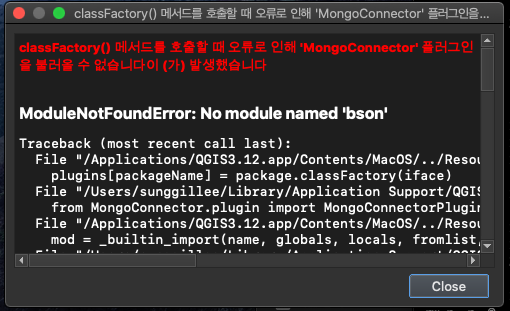 classFactory() 메서드를 호출할 때 오류로 인해 'MongoConnector' 플러그인을...
classFactory() 메서드를 호출할 때 오류로 인해 'MongoConnector' 플러그인
을 불러올 수 없습니다이 (가) 발생했습니다
ModuleNotFoundError: No module named 'bson'
Traceback (most recent call last):
File "/Applications/QGIS3.12.app/Contents/MacOS/../Resou
plugins[packageName] = package.classFactory(iface)
File "/Users/sunggillee/Library/Application Support/QGIS
from MongoConnector.plugin import MongoConnectorPlugin
File "/Applications/QGIS3.12.app/Contents/MacOS/../Resou
mod = _builtin_import(name, globals, locals, fromlist,
Close